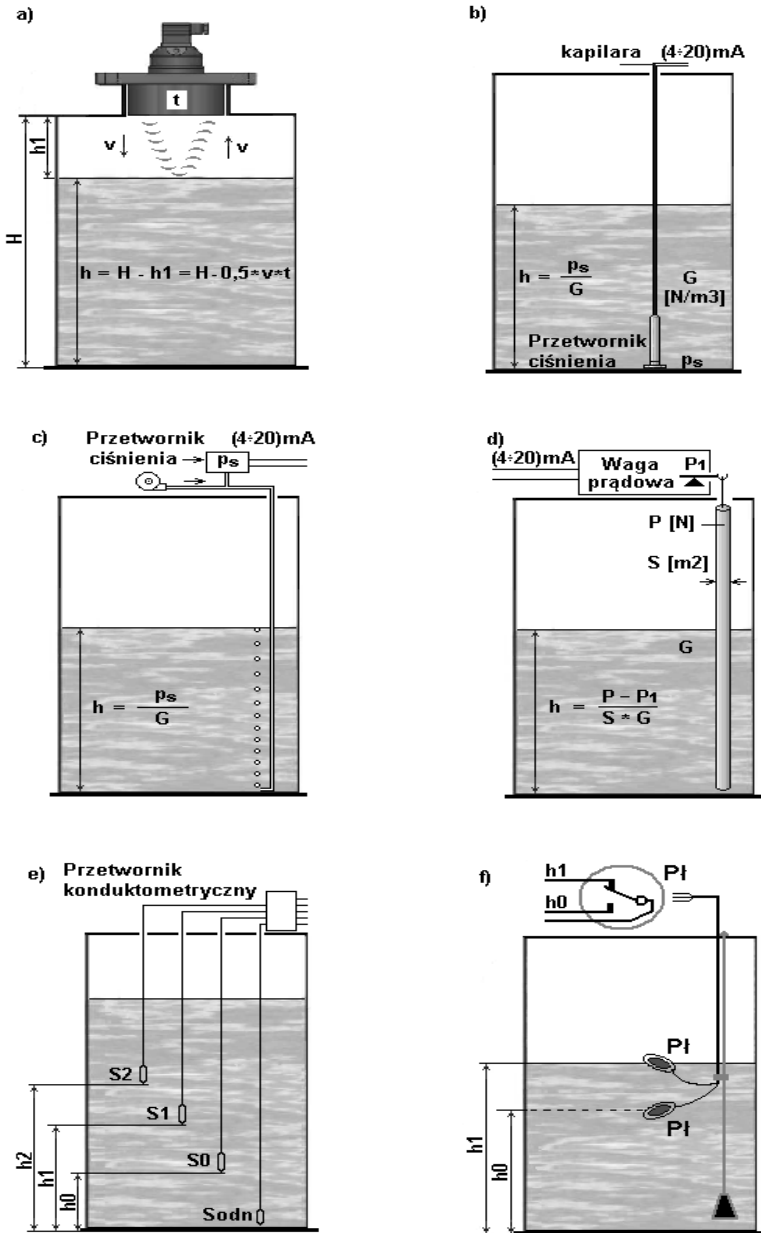 a)
t
h1
v
v
H
h = H - h1 = H-0,5*v*t
b)
kapilara (4÷20)mA
h = ps/G
G
[N/m3]
Przetwornik
ciśnienia
ps
c)
Przetwornik (4÷20)mA
ciśnienia
ps
h = ps/G
d)
(4÷20)mA
Waga
prądowa
P1
P [N]
S [m2]
G
h = P – P1/S * G
e)
Przetwornik
konduktometryczny
S2
S1
S0
Sodn
h2
h1
h0
f)
h1
h0
Pł
Pł
Pł
h1
h0